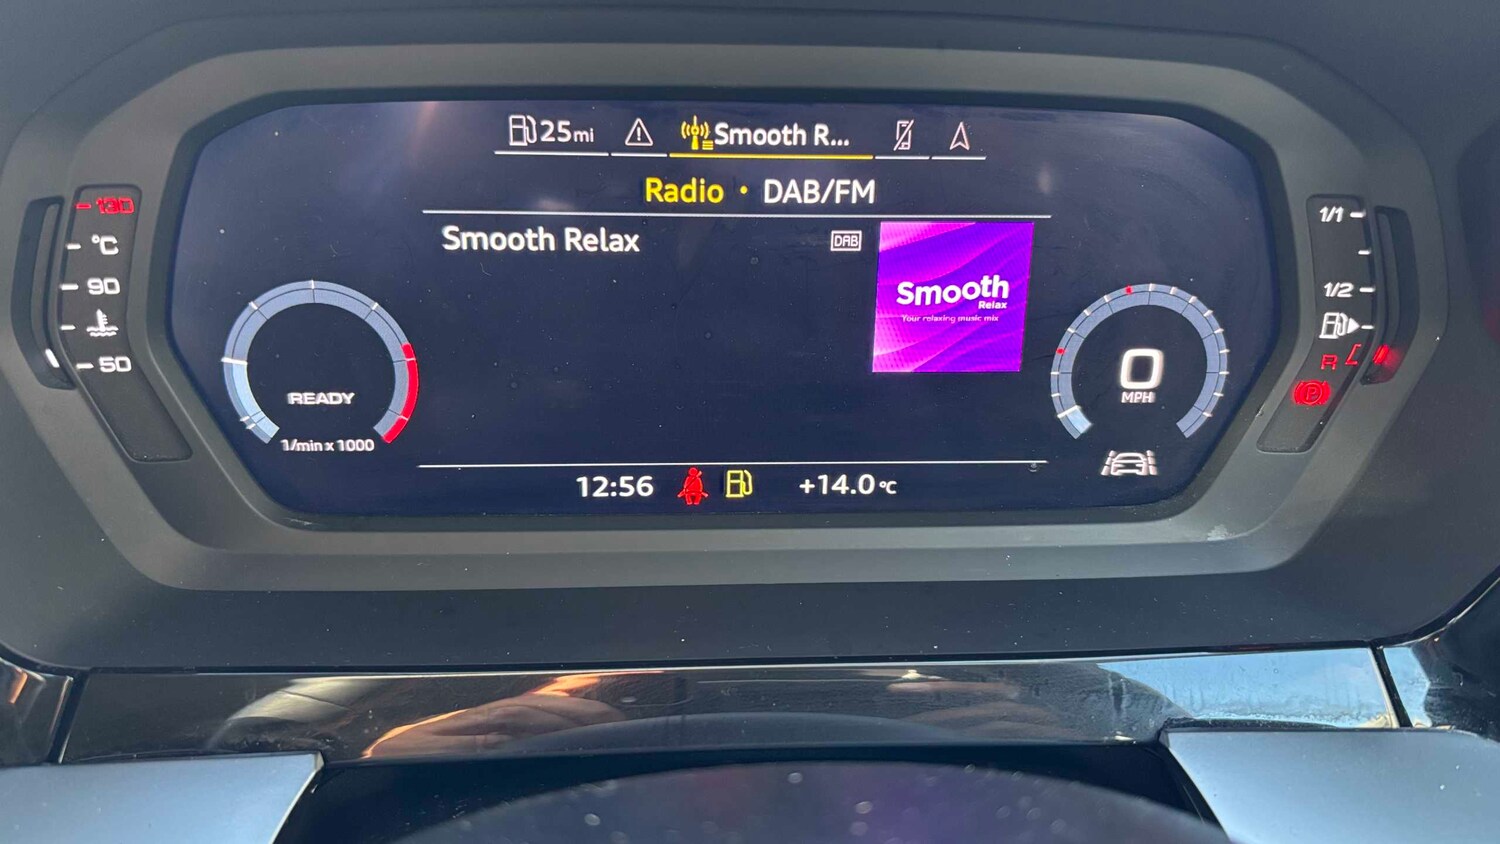 25mi
Smooth R...
Radio • DAB/FM
Smooth Relax
DAB
Smooth
Relax
Your relaxing music mix
130
°C
90
50
READY
1/min x 1000
0
MPH
1/1
1/2
R
P
12:56
+14.0°C